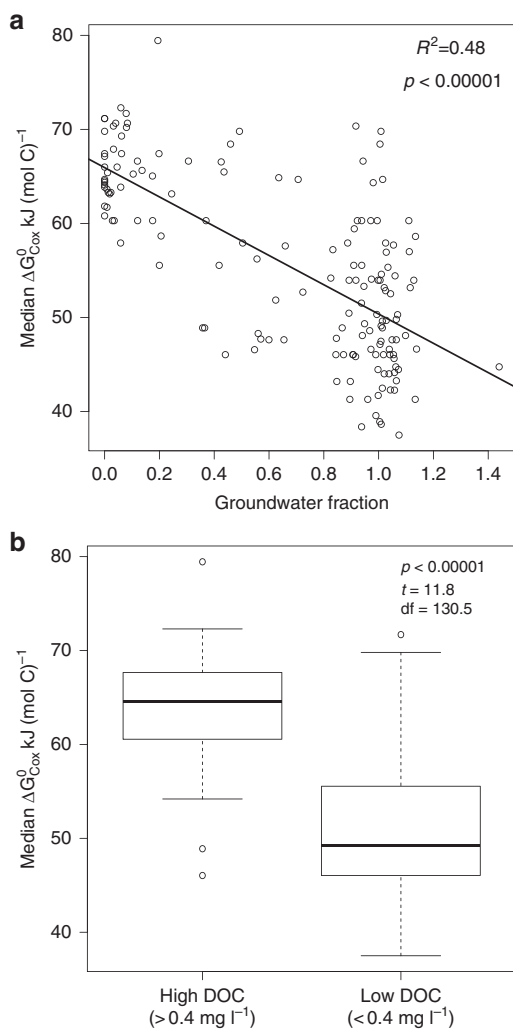 a
R²=0.48
p < 0.00001
Median ΔG⁰Cox kJ (mol C)⁻¹
80
70
60
50
40
0.0 0.2 0.4 0.6 0.8 1.0 1.2 1.4
Groundwater fraction
b
p < 0.00001
t = 11.8
df = 130.5
Median ΔG⁰Cox kJ (mol C)⁻¹
80
70
60
50
40
High DOC Low DOC
(> 0.4 mg l⁻¹) (< 0.4 mg l⁻¹)